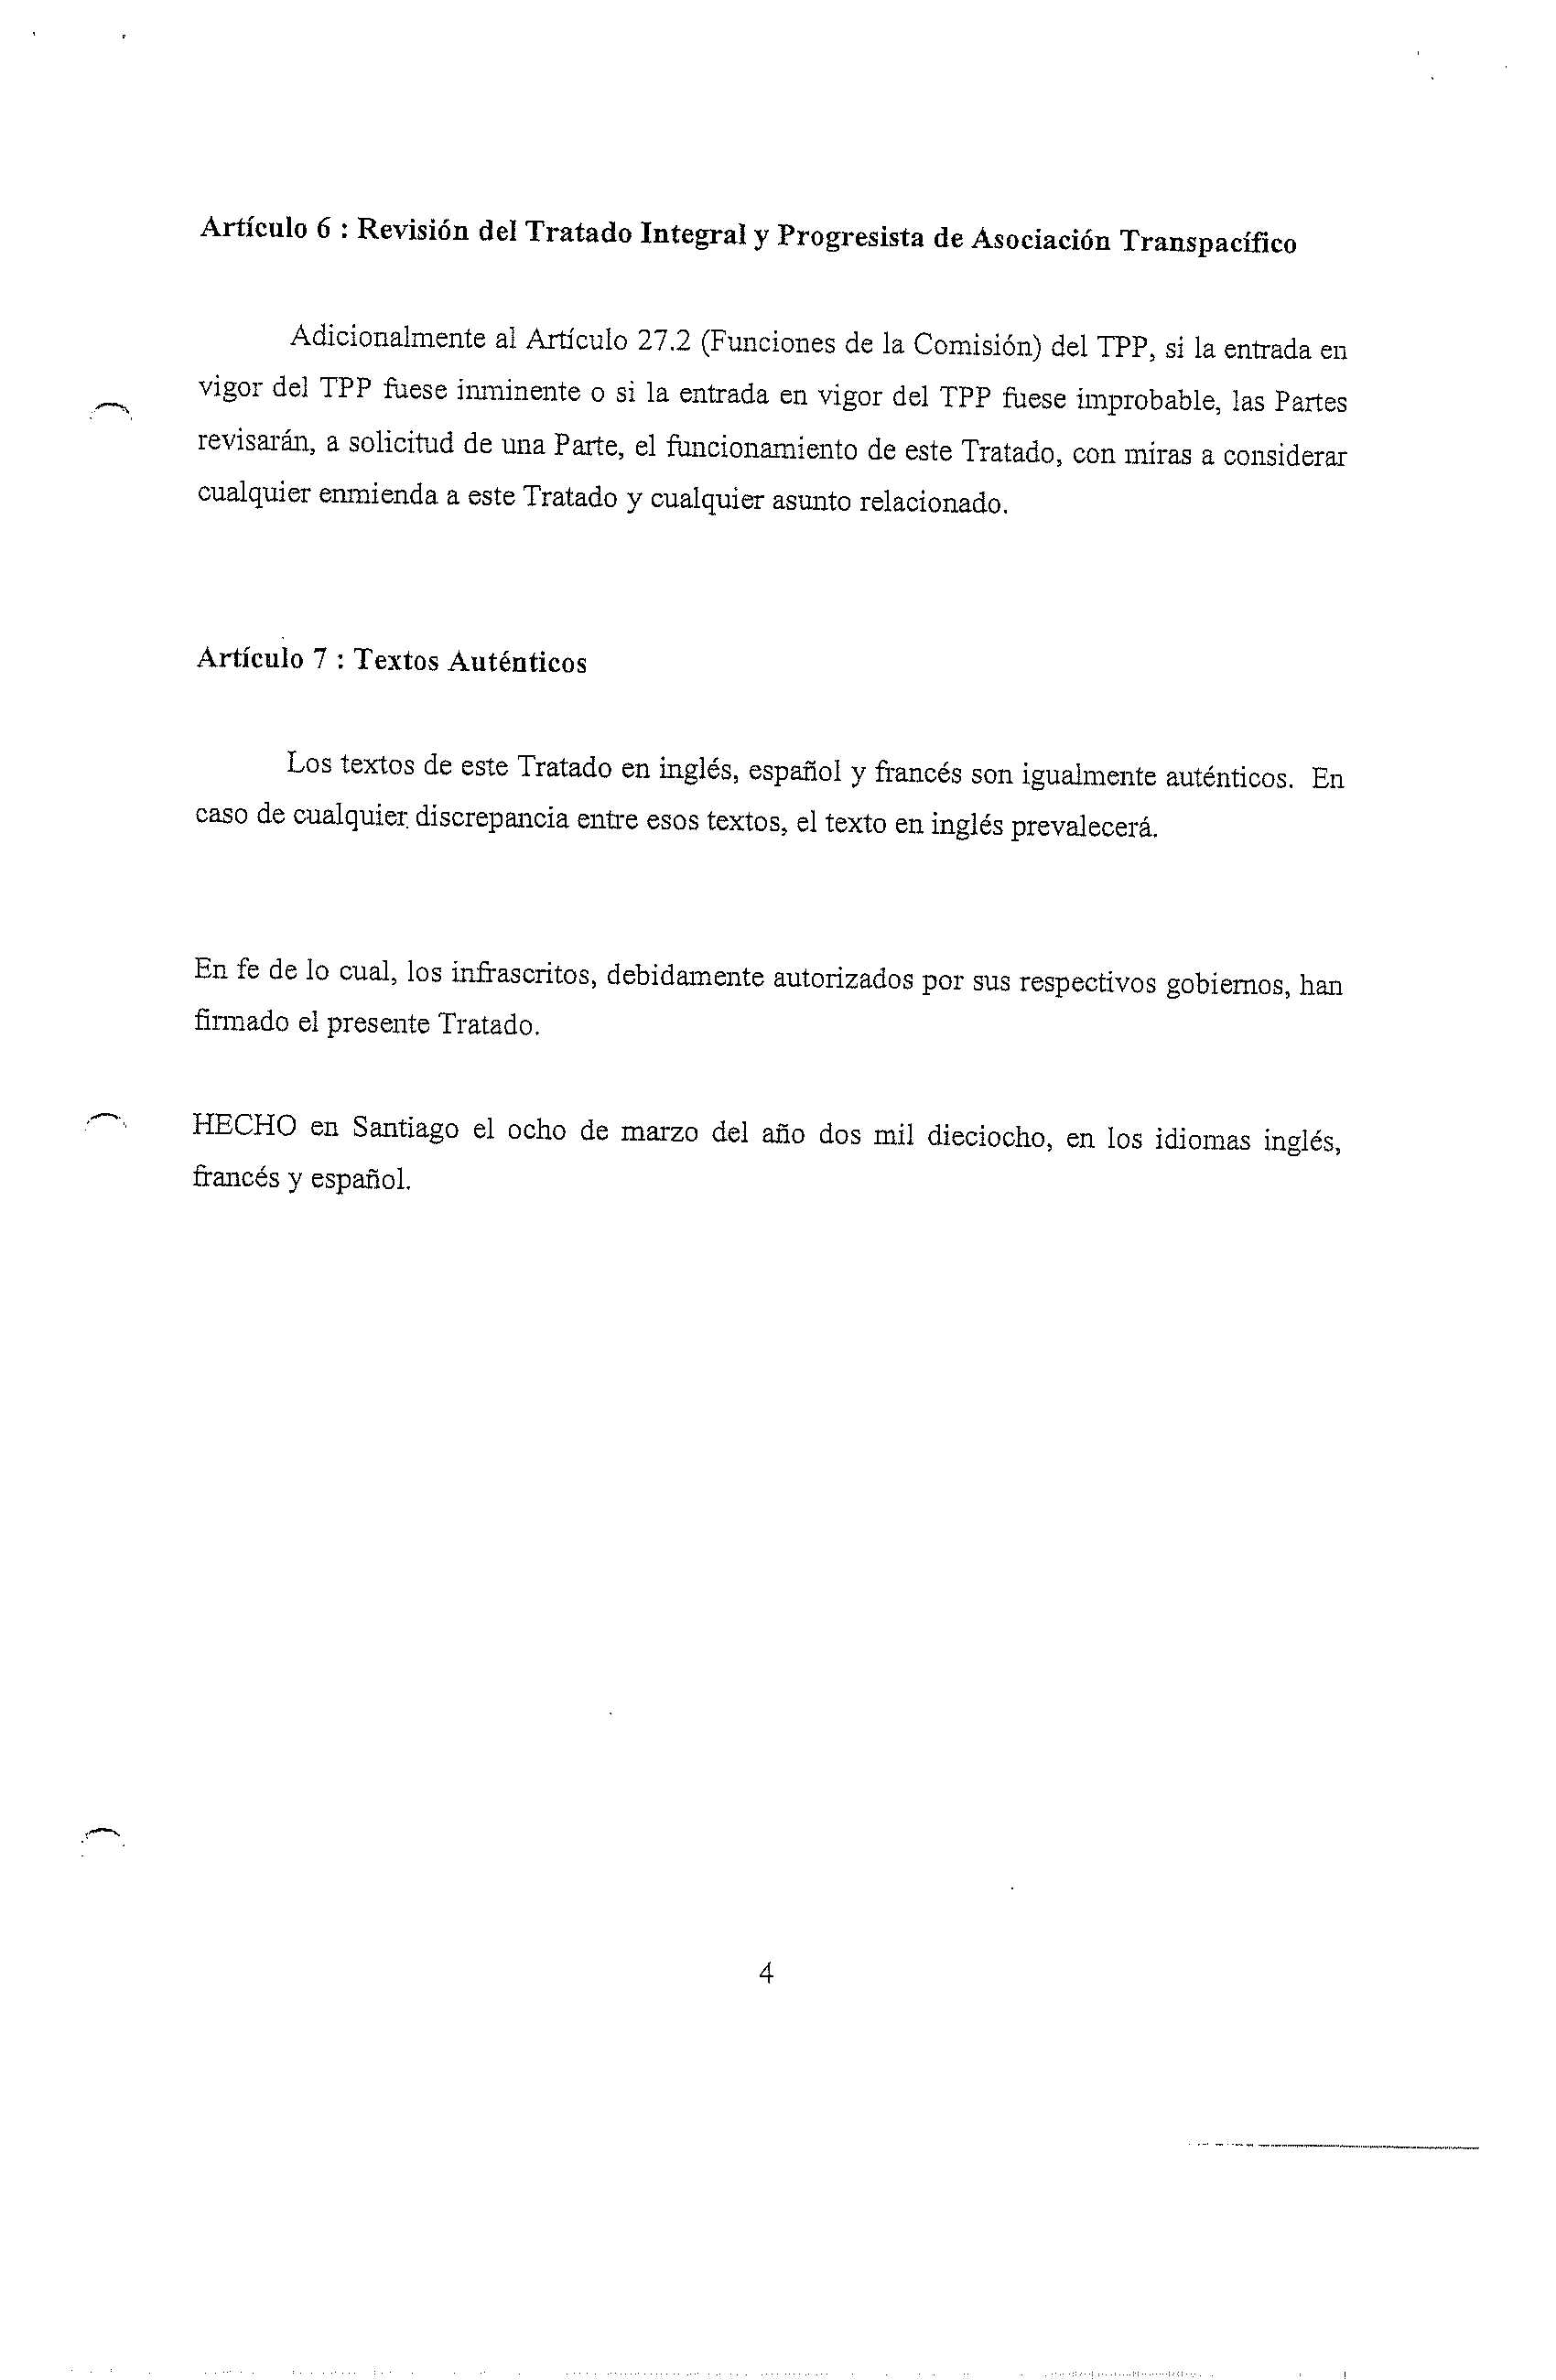 Artículo 6 : Revisión del Tratado Integral y Progresista de Asociación Transpacífico
Adicionalmente al Artículo 27.2 (Funciones de la Comisión) del TPP, si la entrada en
vigor del TPP fuese inminente o si la entrada en vigor del TPP fuese improbable, las Partes
revisarán, a solicitud de una Parte, el funcionamiento de este Tratado, con miras a considerar
cualquier enmienda a este Tratado y cualquier asunto relacionado.
Artículo 7 : Textos Auténticos
Los textos de este Tratado en inglés, español y francés son igualmente auténticos. En
caso de cualquier discrepancia entre esos textos, el texto en inglés prevalecerá.
En fe de lo cual, los infrascritos, debidamente autorizados por sus respectivos gobiernos, han
firmado el presente Tratado.
HECHO en Santiago el ocho de marzo del año dos mil dieciocho, en los idiomas inglés,
francés y español.
4